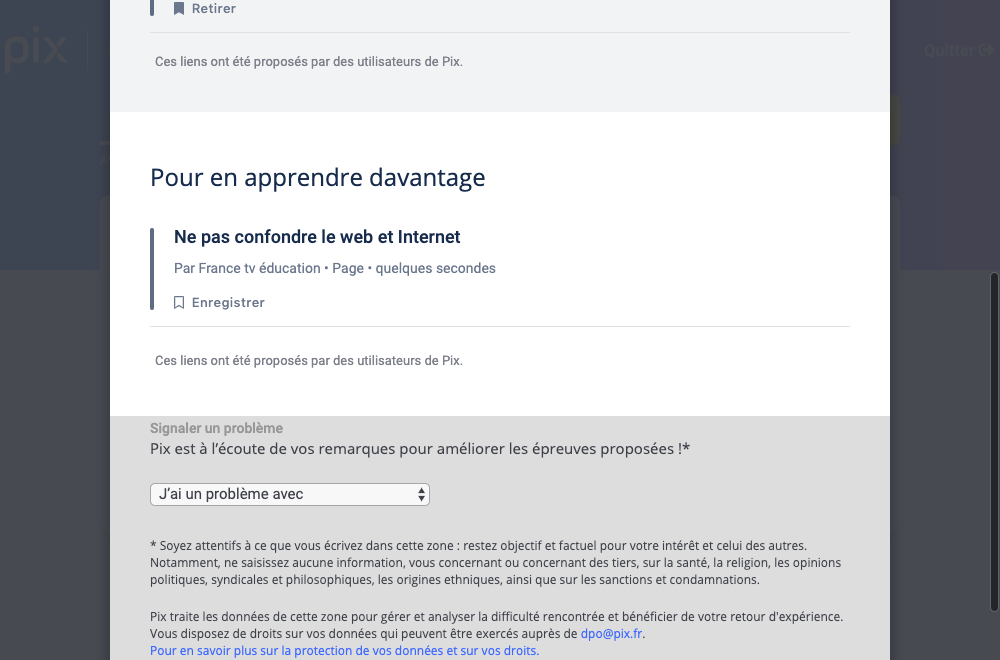 Retirer
pix
Quitter
Ces liens ont été proposés par des utilisateurs de Pix.
Pour en apprendre davantage
Ne pas confondre le web et Internet
Par France tv éducation • Page • quelques secondes
Enregistrer
Ces liens ont été proposés par des utilisateurs de Pix.
Signaler un problème
Pix est à l’écoute de vos remarques pour améliorer les épreuves proposées !*
J’ai un problème avec
* Soyez attentifs à ce que vous écrivez dans cette zone : restez objectif et factuel pour votre intérêt et celui des autres.
Notamment, ne saisissez aucune information, vous concernant ou concernant des tiers, sur la santé, la religion, les opinions
politiques, syndicales et philosophiques, les origines ethniques, ainsi que sur les sanctions et condamnations.
Pix traite les données de cette zone pour gérer et analyser la difficulté rencontrée et bénéficier de votre retour d'expérience.
Vous disposez de droits sur vos données qui peuvent être exercés auprès de dpo@pix.fr.
Pour en savoir plus sur la protection de vos données et sur vos droits.